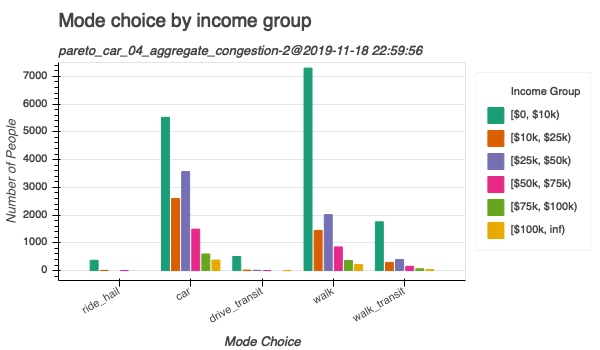 Mode choice by income group
pareto_car_04_aggregate_congestion-2@2019-11-18 22:59:56
Number of People
7000
6000
5000
4000
3000
2000
1000
0
ride_hail
car
drive_transit
walk
walk_transit
Mode Choice
Income Group
[$0, $10k)
[$10k, $25k)
[$25k, $50k)
[$50k, $75k)
[$75k, $100k)
[$100k, inf)